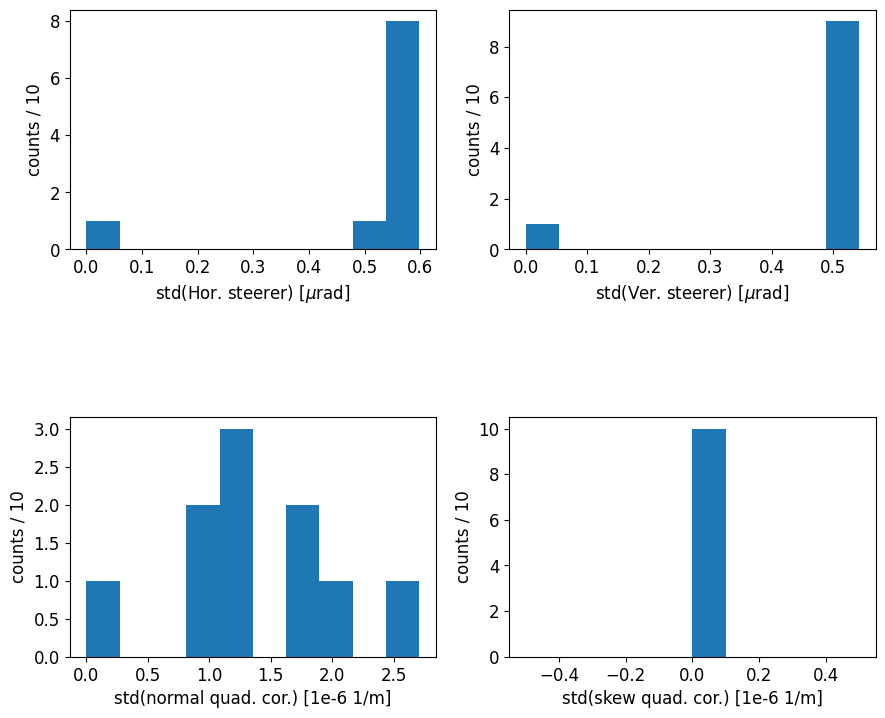 8
6
4
2
0
counts / 10
0.0 0.1 0.2 0.3 0.4 0.5 0.6
std(Hor. steerer) [μrad]
8
6
4
2
0
counts / 10
0.0 0.1 0.2 0.3 0.4 0.5
std(Ver. steerer) [μrad]
3.0
2.5
2.0
1.5
1.0
0.5
0.0
counts / 10
0.0 0.5 1.0 1.5 2.0 2.5
std(normal quad. cor.) [1e-6 1/m]
10
8
6
4
2
0
counts / 10
−0.4 −0.2 0.0 0.2 0.4
std(skew quad. cor.) [1e-6 1/m]